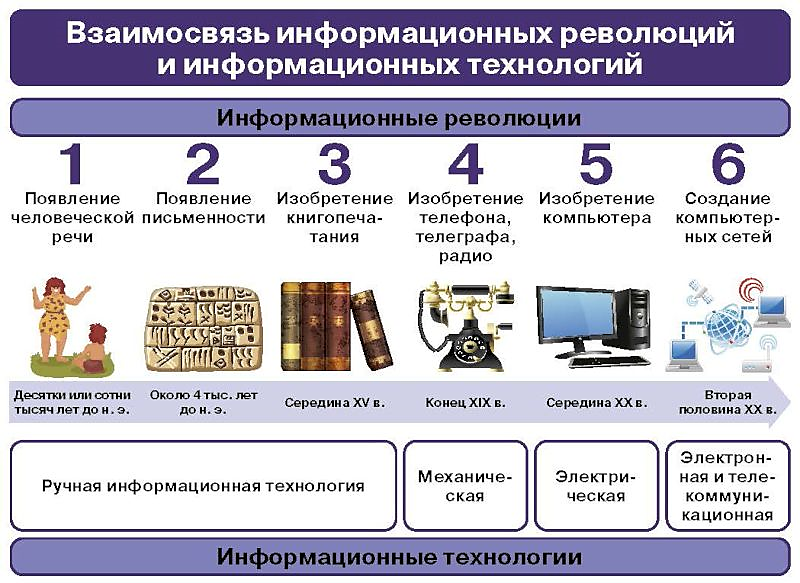 Взаимосвязь информационных революций
и информационных технологий
Информационные революции
1
Появление
человеческой
речи
2
Появление
письменности
3
Изобретение
книгопеча-
тания
4
Изобретение
телефона,
телеграфа,
радио
5
Изобретение
компьютера
6
Создание
компьютер-
ных сетей
Десятки или сотни
тысяч лет до н. э.
Около 4 тыс. лет
до н. э.
Середина XV в.
Конец XIX в.
Середина XX в.
Вторая
половина XX в.
Ручная информационная технология
Механиче-
ская
Электри-
ческая
Электрон-
ная и теле-
коммуни-
кационная
Информационные технологии